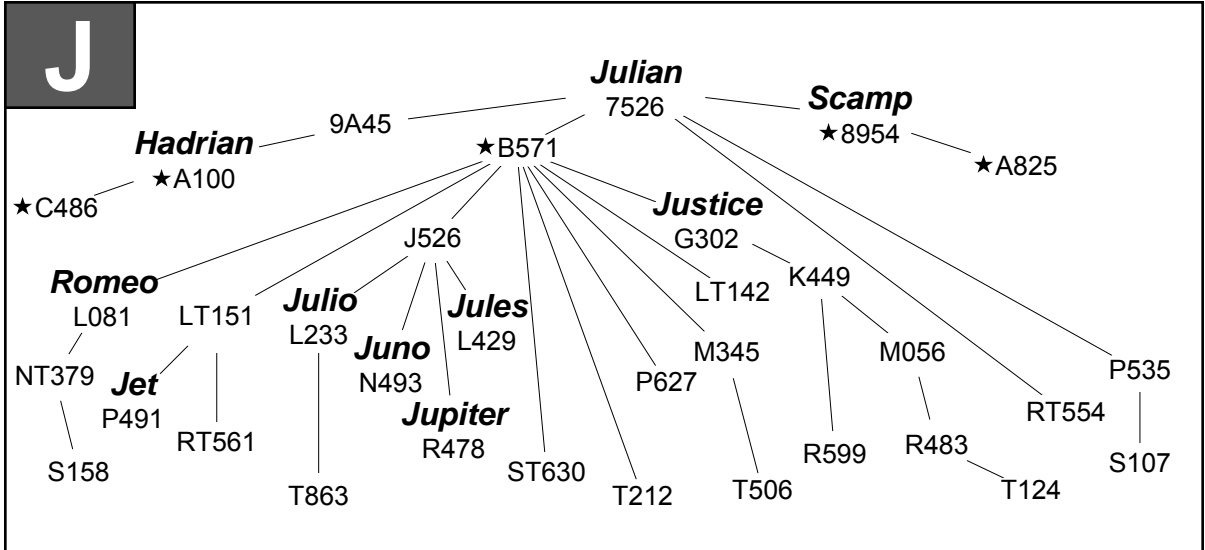 J
Julian
7526
Scamp
★8954
9A45
Hadrian
★A100
★B571
★A825
★C486
Justice
G302
J526
Romeo
L081
LT151
Julio
L233
Jules
L429
LT142
K449
Juno
N493
M345
M056
NT379
Jet
P491
P627
P535
Jupiter
R478
RT554
RT561
R599
R483
S158
ST630
S107
T863
T212
T506
T124